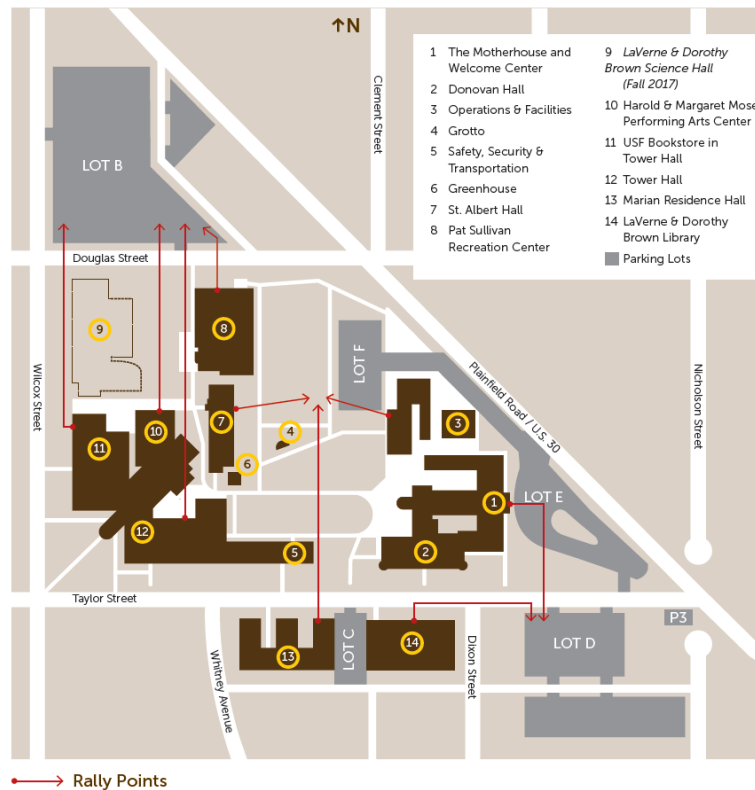 ↑N
1 The Motherhouse and
Welcome Center
2 Donovan Hall
3 Operations & Facilities
4 Grotto
5 Safety, Security &
Transportation
6 Greenhouse
7 St. Albert Hall
8 Pat Sullivan
Recreation Center
9 LaVerne & Dorothy
Brown Science Hall
(Fall 2017)
10 Harold & Margaret Mose
Performing Arts Center
11 USF Bookstore in
Tower Hall
12 Tower Hall
13 Marian Residence Hall
14 LaVerne & Dorothy
Brown Library
Parking Lots
Clement Street
LOT B
Douglas Street
9
8
Wilcox Street
LOT F
Plainfield Road / U.S. 30
Nicholson Street
7
10
4
3
11
6
LOT E
1
12
5
2
Taylor Street
P3
LOT C
14
13
Dixon Street
LOT D
Whitney Avenue
Rally Points